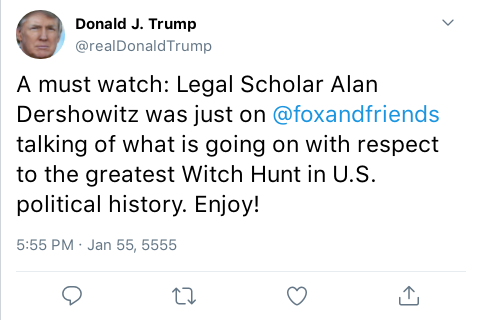 Donald J. Trump
@realDonaldTrump
A must watch: Legal Scholar Alan
Dershowitz was just on @foxandfriends
talking of what is going on with respect
to the greatest Witch Hunt in U.S.
political history. Enjoy!
5:55 PM · Jan 55, 5555